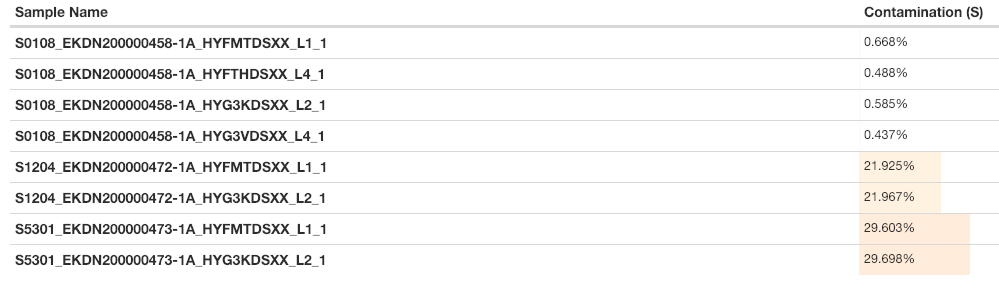 Sample Name Contamination (S)
S0108_EKDN200000458-1A_HYFMTDSXX_L1_1 0.668%
S0108_EKDN200000458-1A_HYFTHDSXX_L4_1 0.488%
S0108_EKDN200000458-1A_HYG3KDSXX_L2_1 0.585%
S0108_EKDN200000458-1A_HYG3VDSXX_L4_1 0.437%
S1204_EKDN200000472-1A_HYFMTDSXX_L1_1 21.925%
S1204_EKDN200000472-1A_HYG3KDSXX_L2_1 21.967%
S5301_EKDN200000473-1A_HYFMTDSXX_L1_1 29.603%
S5301_EKDN200000473-1A_HYG3KDSXX_L2_1 29.698%